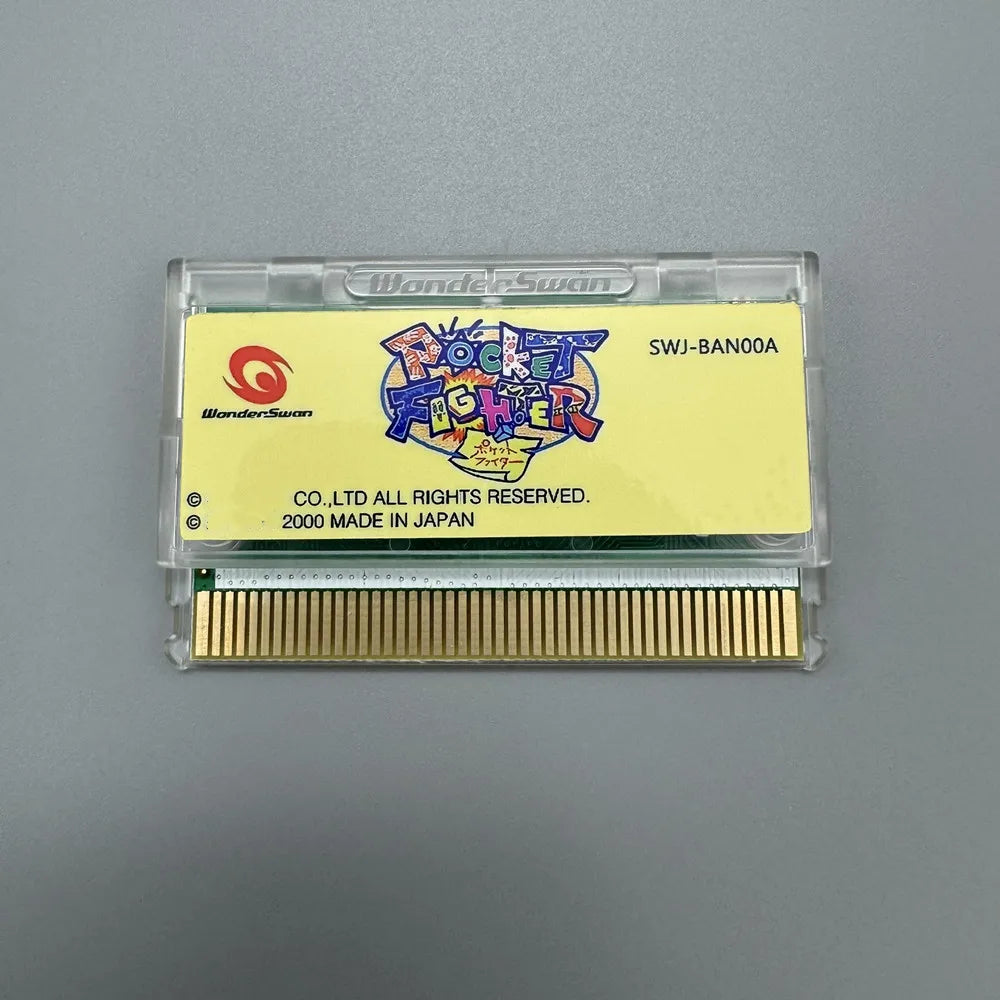 WonderSwan
POCKET
FIGHTER
ポケット
ファイター
SWJ-BAN00A
WonderSwan
© CO.,LTD ALL RIGHTS RESERVED.
© 2000 MADE IN JAPAN